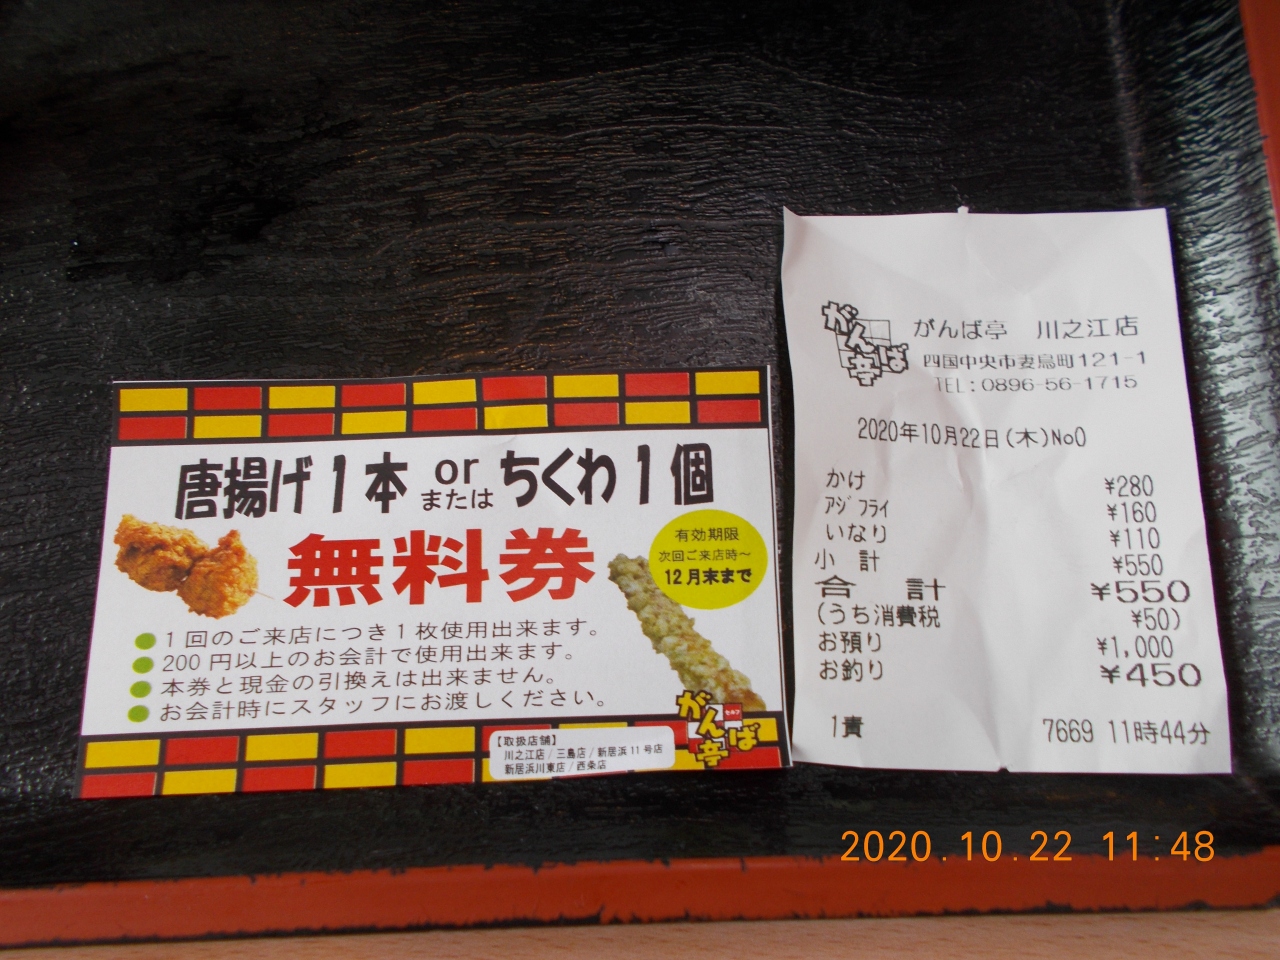 唐揚げ1本 or または ちくわ1個
無料券
有効期限
次回ご来店時~
12月末まで
1回のご来店につき1枚使用出来ます。
200円以上のお会計で使用出来ます。
本券と現金の引換えは出来ません。
お会計時にスタッフにお渡しください。
【取扱店舗】
川之江店/三島店/新居浜11号店
新居浜川東店/西条店
セルフ
がんば亭
がんば亭
がんば亭 川之江店
四国中央市妻鳥町121-1
TEL:0896-56-1715
2020年10月22日(木)No0
かけ ¥280
アジフライ ¥160
いなり ¥110
小 計 ¥550
合 計 ¥550
(うち消費税 ¥50)
お預り ¥1,000
お釣り ¥450
1責 7669 11時44分
2020.10.22 11:48